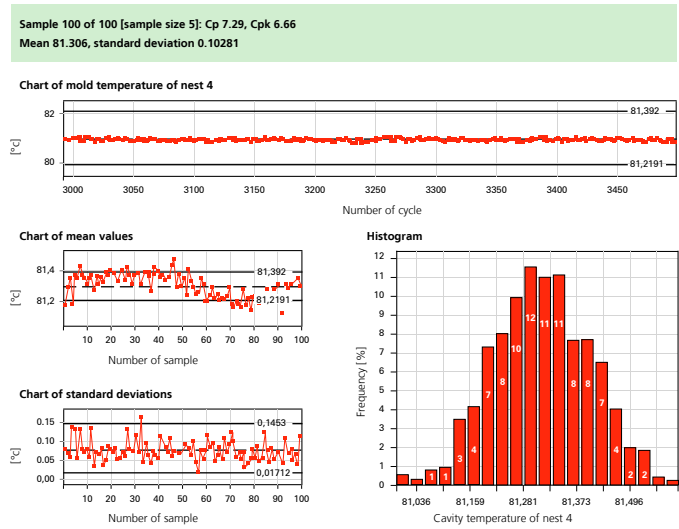 Sample 100 of 100 [sample size 5]: Cp 7.29, Cpk 6.66
Mean 81.306, standard deviation 0.10281
Chart of mold temperature of nest 4
82
81,392
[°c]
80
81,2191
3000 3050 3100 3150 3200 3250 3300 3350 3400 3450
Number of cycle
Chart of mean values
81,4
81,392
[°c]
81,2
81,2191
10 20 30 40 50 60 70 80 90 100
Number of sample
Chart of standard deviations
0.15
0,1453
0.10
[°c]
0.05
0,01712
0,00
10 20 30 40 50 60 70 80 90 100
Number of sample
Histogram
12
11
10
9
8
7
6
5
4
3
2
1
0
Frequency [%]
1 1 3 4 7 8 10 12 11 11 8 8 7 4 2 2
81,036 81,159 81,281 81,373 81,496
Cavity temperature of nest 4